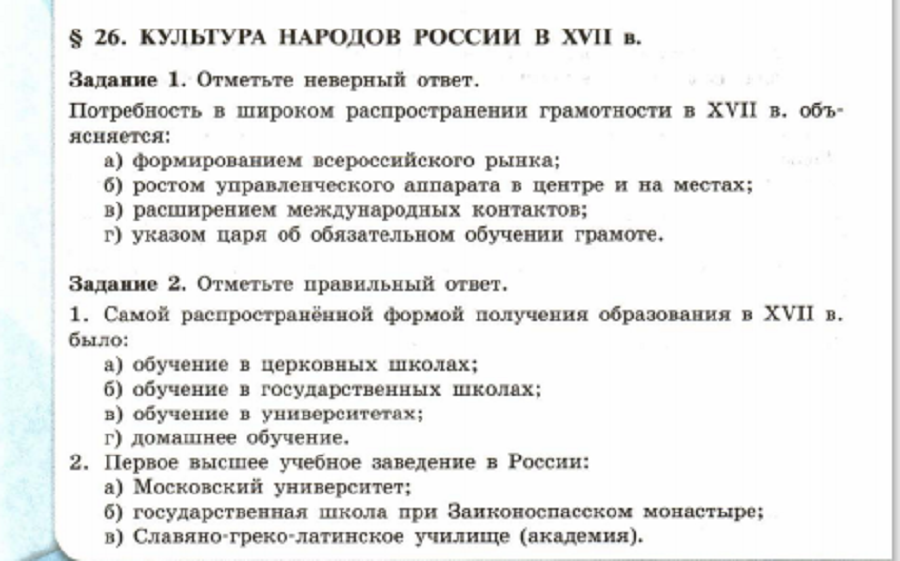 § 26. КУЛЬТУРА НАРОДОВ РОССИИ В XVII в.
Задание 1. Отметьте неверный ответ.
Потребность в широком распространении грамотности в XVII в. объ-
ясняется:
а) формированием всероссийского рынка;
б) ростом управленческого аппарата в центре и на местах;
в) расширением международных контактов;
г) указом царя об обязательном обучении грамоте.
Задание 2. Отметьте правильный ответ.
1. Самой распространённой формой получения образования в XVII в.
было:
а) обучение в церковных школах;
б) обучение в государственных школах;
в) обучение в университетах;
г) домашнее обучение.
2. Первое высшее учебное заведение в России:
а) Московский университет;
б) государственная школа при Заиконоспасском монастыре;
в) Славяно-греко-латинское училище (академия).